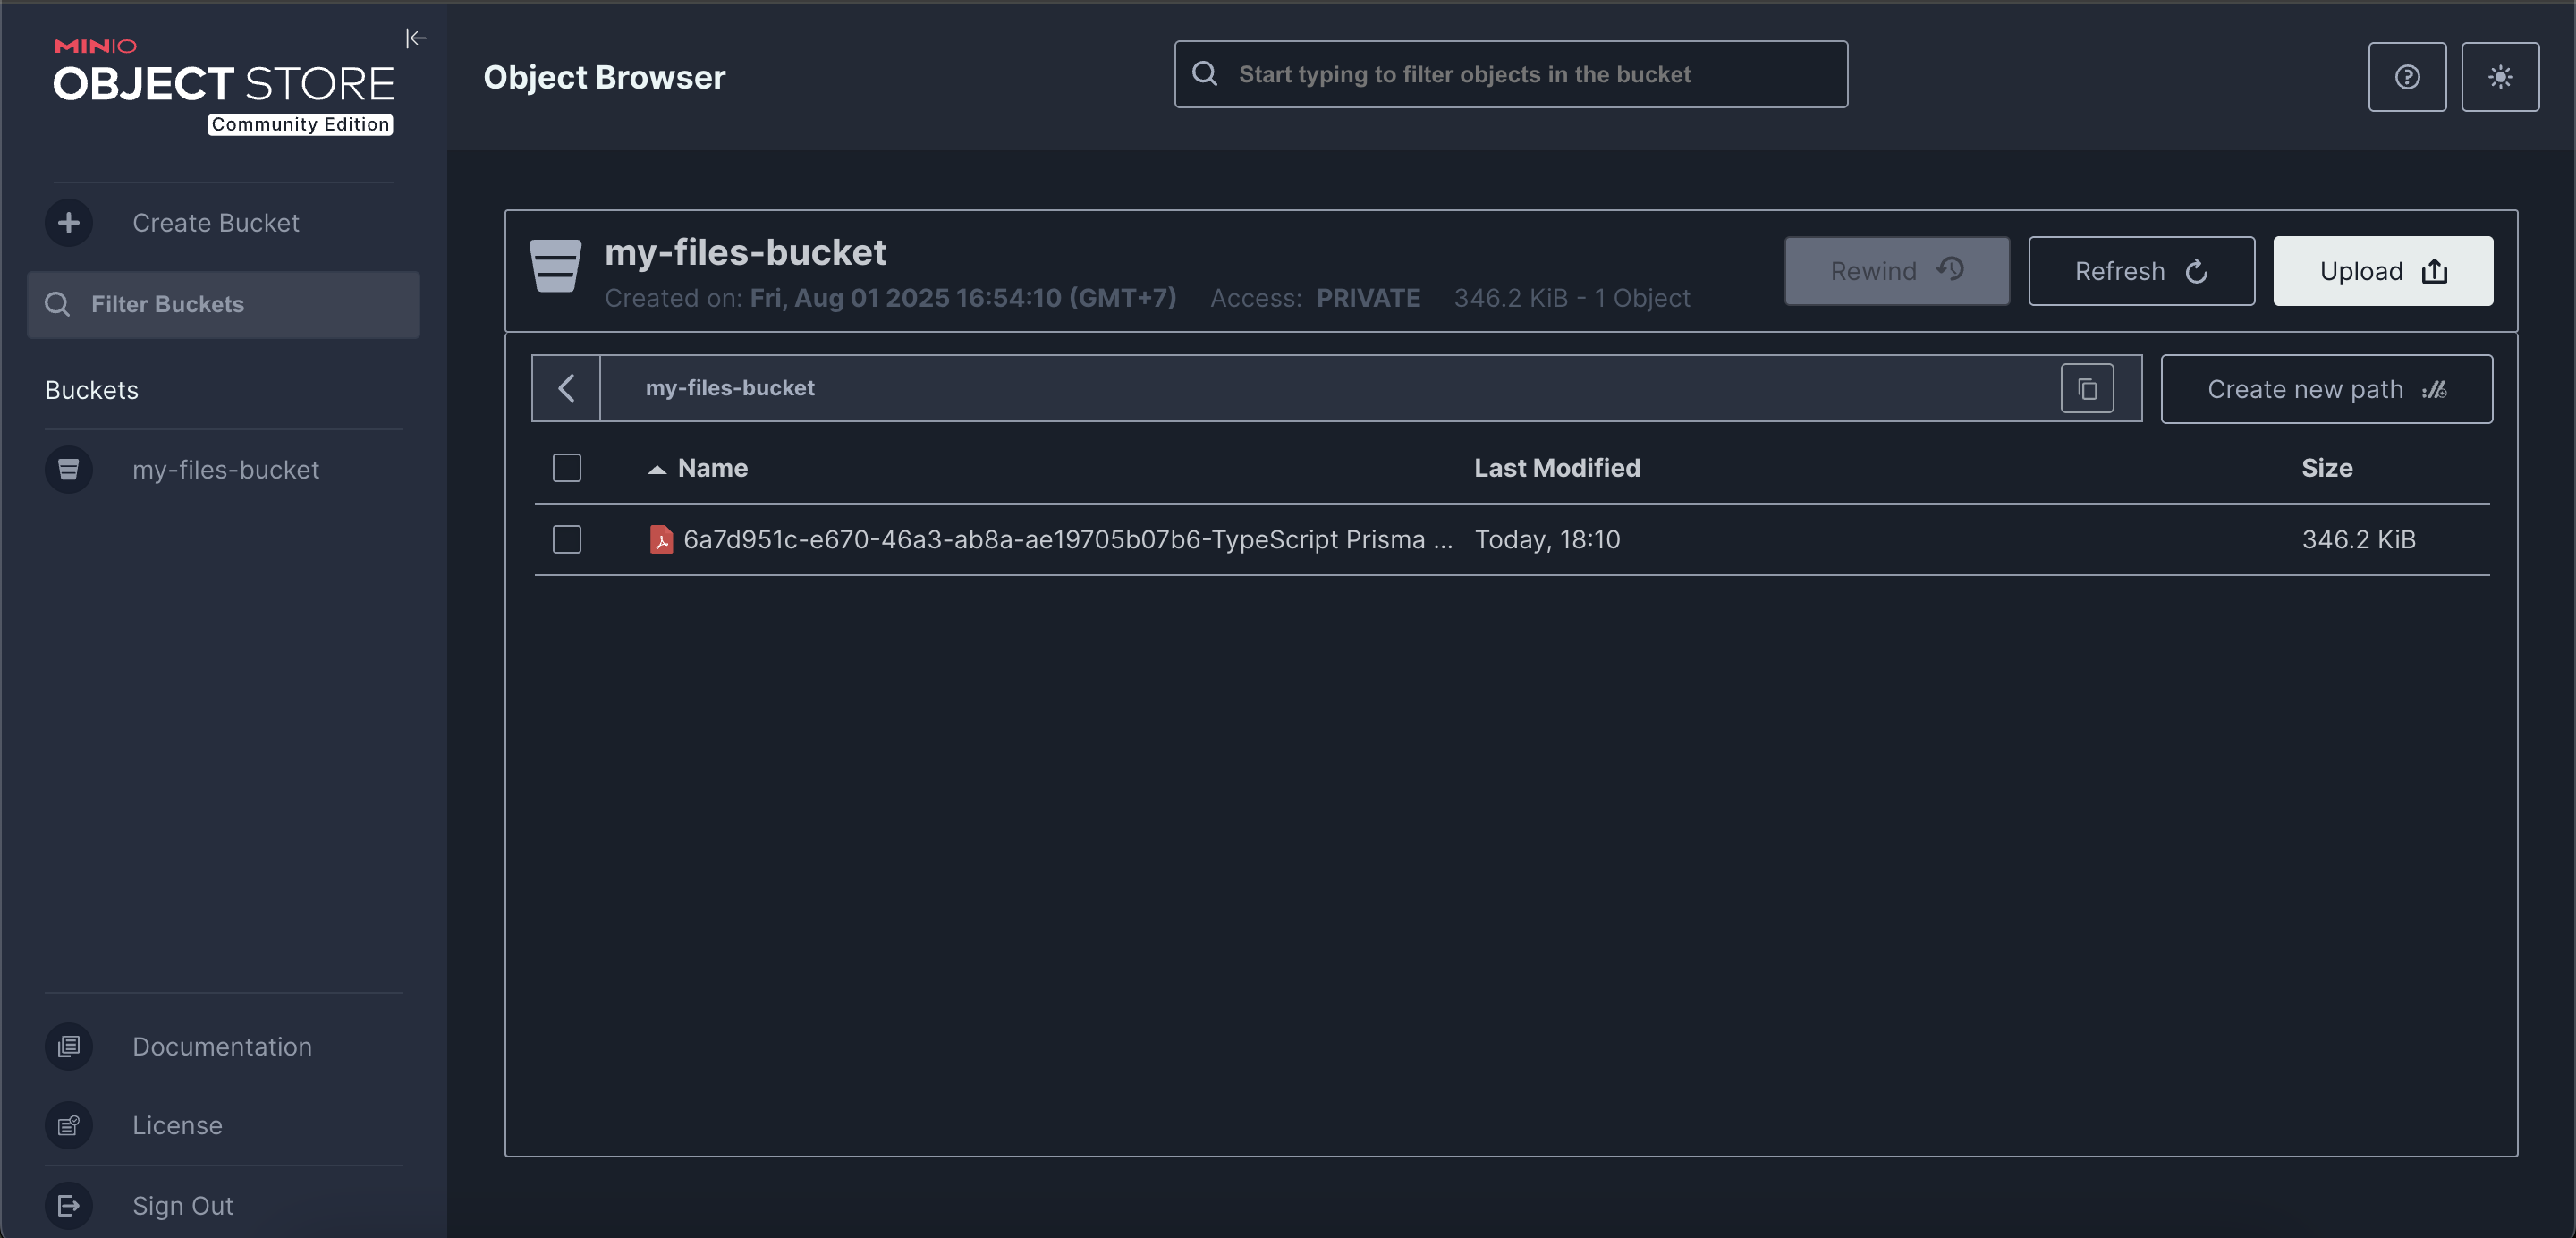 MINIO
OBJECT STORE
Community Edition
Create Bucket
Filter Buckets
Buckets
my-files-bucket
Documentation
License
Sign Out
Object Browser
Start typing to filter objects in the bucket
my-files-bucket
Created on: Fri, Aug 01 2025 16:54:10 (GMT+7) Access: PRIVATE 346.2 KiB - 1 Object
Rewind
Refresh
Upload
my-files-bucket
Create new path
Name Last Modified Size
6a7d951c-e670-46a3-ab8a-ae19705b07b6-TypeScript Prisma ... Today, 18:10 346.2 KiB